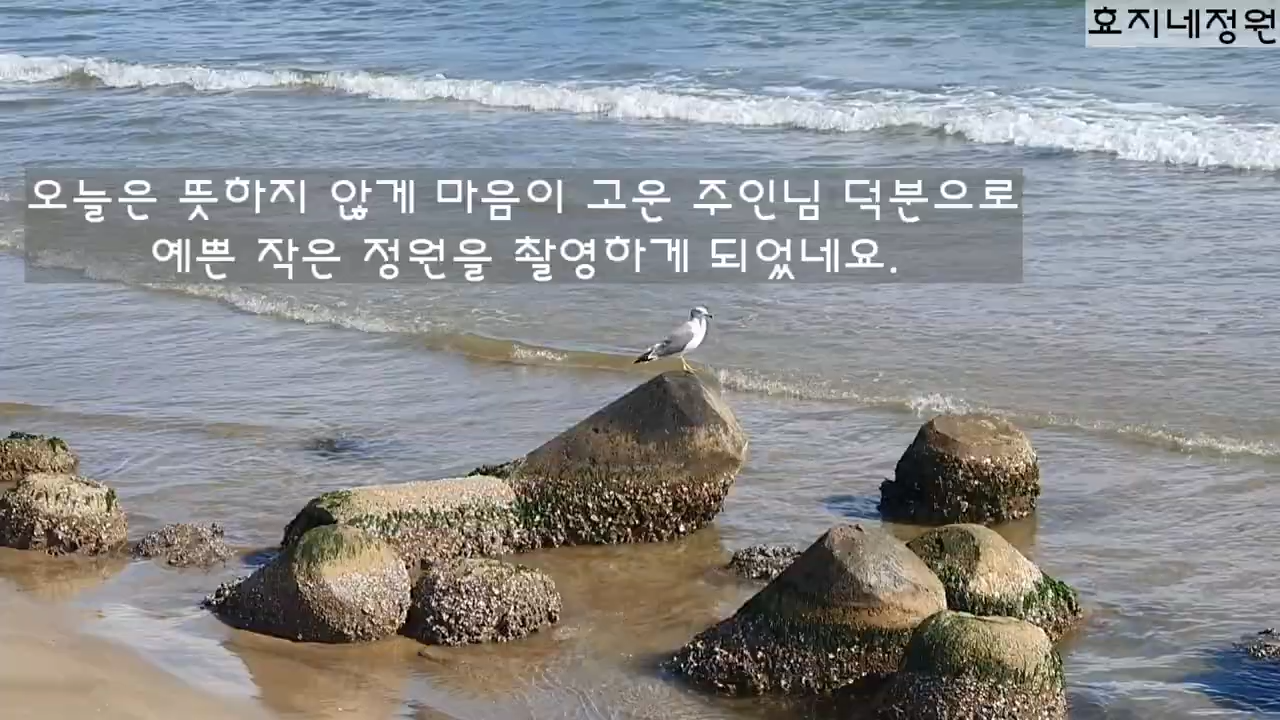 효지네정원
오늘은 뜻하지 않게 마음이 고운 주인님 덕분으로
예쁜 작은 정원을 촬영하게 되었네요.